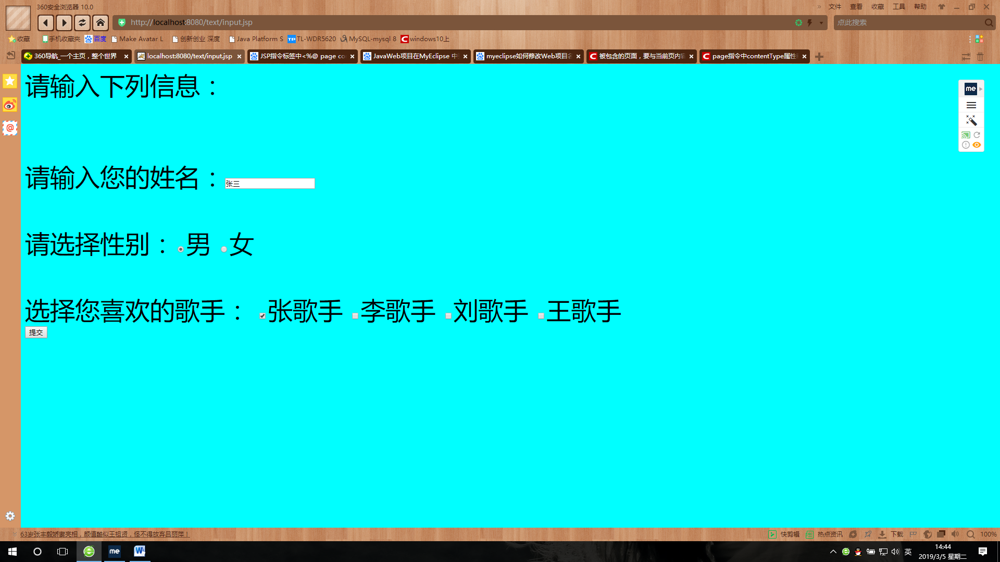 360安全浏览器 10.0
» 文件 查看 收藏 工具 帮助
http://localhost:8080/text/input.jsp
点此搜索
收藏 手机收藏夹 百度 Make Avatar L 创新创业 深度 Java Platform S TP TL-WDR5620 MySQL-mysql 8 C windows10上
360导航_一个主页，整个世界 localhost:8080/text/input.jsp JSP指令标签中<%@ page co JavaWeb项目在MyEclipse 中 myeclipse如何修改Web项目名 C 被包含的页面，要与当前页内容 C page指令中contentType属性
请输入下列信息：
me
请输入您的姓名： 张三
请选择性别： 男 女
选择您喜欢的歌手： 张歌手 李歌手 刘歌手 王歌手
提交
63岁张丰毅娇妻亮相，颜值酷似王祖贤，怪不得放弃吕丽萍！
快剪辑 热点资讯 下载 100%
me W 英
14:44
2019/3/5 星期二